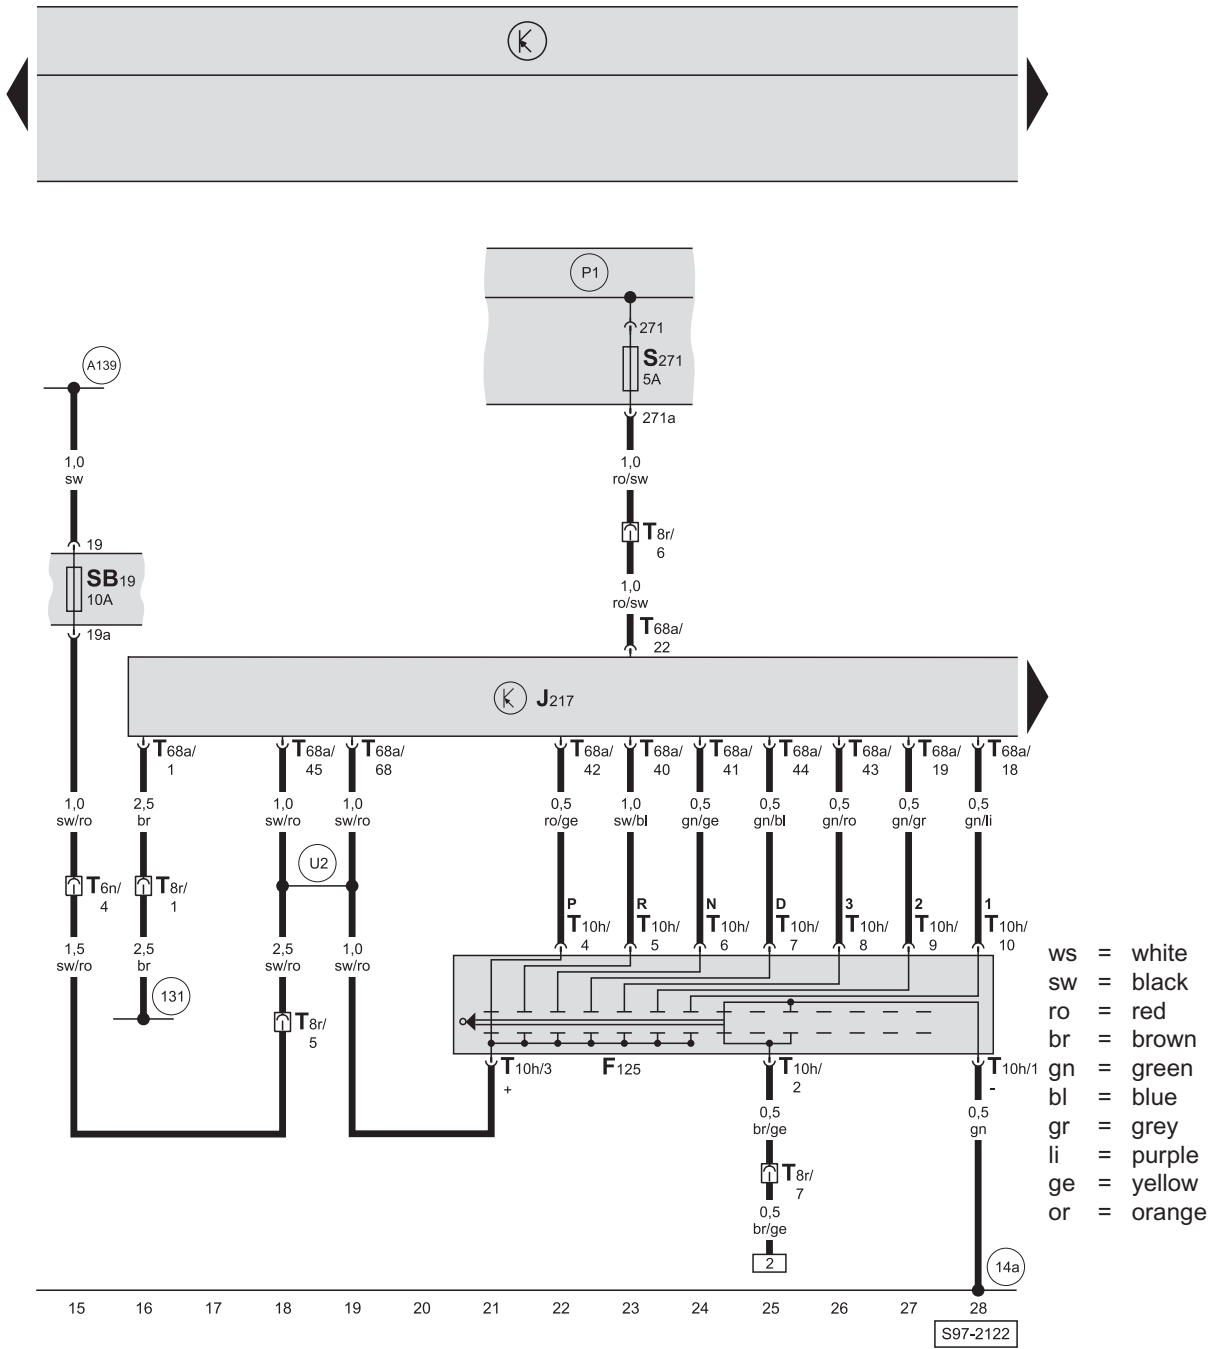 P1
271
S271
5A
271a
A139
1,0
sw
1,0
ro/sw
T8r/
6
19
SB19
10A
19a
1,0
ro/sw
T68a/
22
J217
T68a/
1
T68a/
45
T68a/
68
T68a/
42
T68a/
40
T68a/
41
T68a/
44
T68a/
43
T68a/
19
T68a/
18
1,0
sw/ro
2,5
br
1,0
sw/ro
1,0
sw/ro
0,5
ro/ge
1,0
sw/bl
0,5
gn/ge
0,5
gn/bl
0,5
gn/ro
0,5
gn/gr
0,5
gn/li
U2
T6n/
4
T8r/
1
P
T10h/
4
R
T10h/
5
N
T10h/
6
D
T10h/
7
3
T10h/
8
2
T10h/
9
1
T10h/
10
1,5
sw/ro
2,5
br
2,5
sw/ro
1,0
sw/ro
131
T8r/
5
T10h/3
+
F125
T10h/
2
T10h/1
-
0,5
br/ge
0,5
gn
T8r/
7
0,5
br/ge
2
14a
ws = white
sw = black
ro = red
br = brown
gn = green
bl = blue
gr = grey
li = purple
ge = yellow
or = orange
15 16 17 18 19 20 21 22 23 24 25 26 27 28
S97-2122